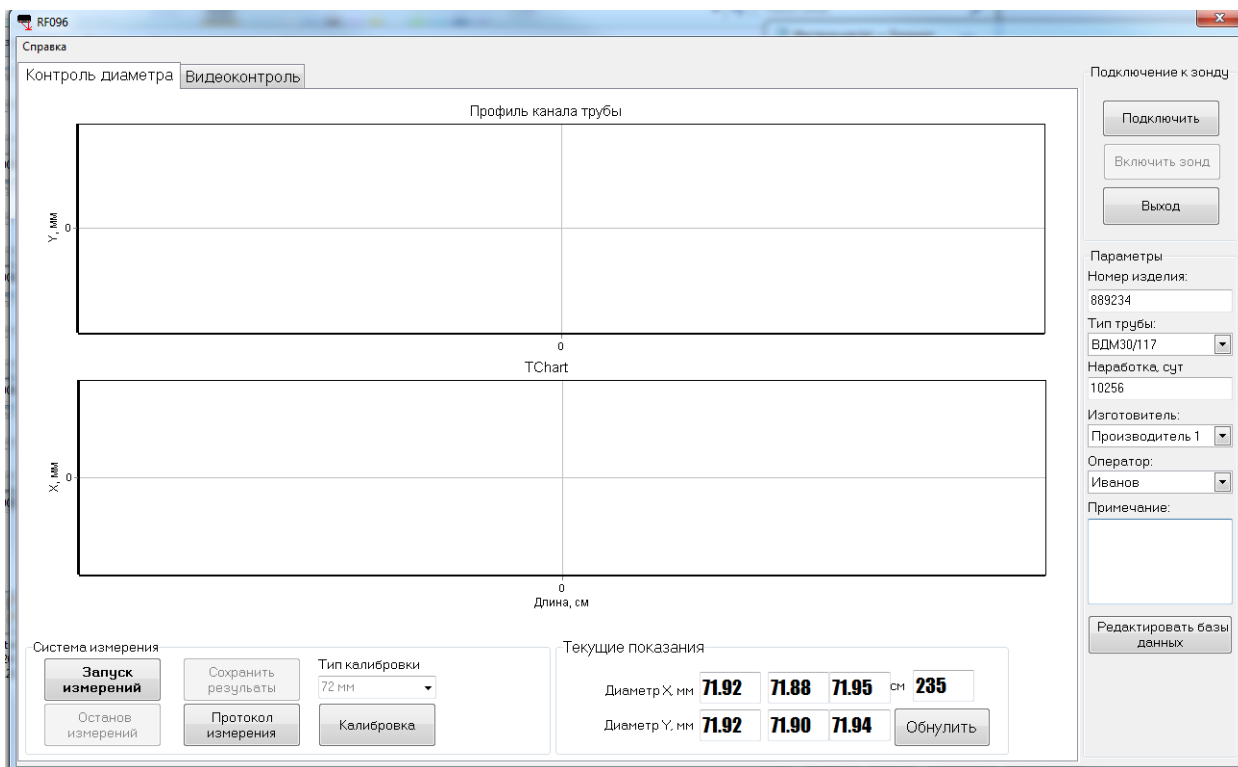 RF096
Справка
Контроль диаметра Видеоконтроль
Профиль канала трубы
Y, мм
0
0
TChart
X, мм
0
0
Длина, см
Система измерения
Запуск измерений
Сохранить резульаты
Тип калибровки
72 мм
Останов измерений
Протокол измерения
Калибровка
Текущие показания
Диаметр X, мм 71.92 71.88 71.95 см 235
Диаметр Y, мм 71.92 71.90 71.94 Обнулить
Подключение к зонду
Подключить
Включить зонд
Выход
Параметры
Номер изделия:
889234
Тип трубы:
ВДМ30/117
Наработка, сут
10256
Изготовитель:
Производитель 1
Оператор:
Иванов
Примечание:
Редактировать базы
данных